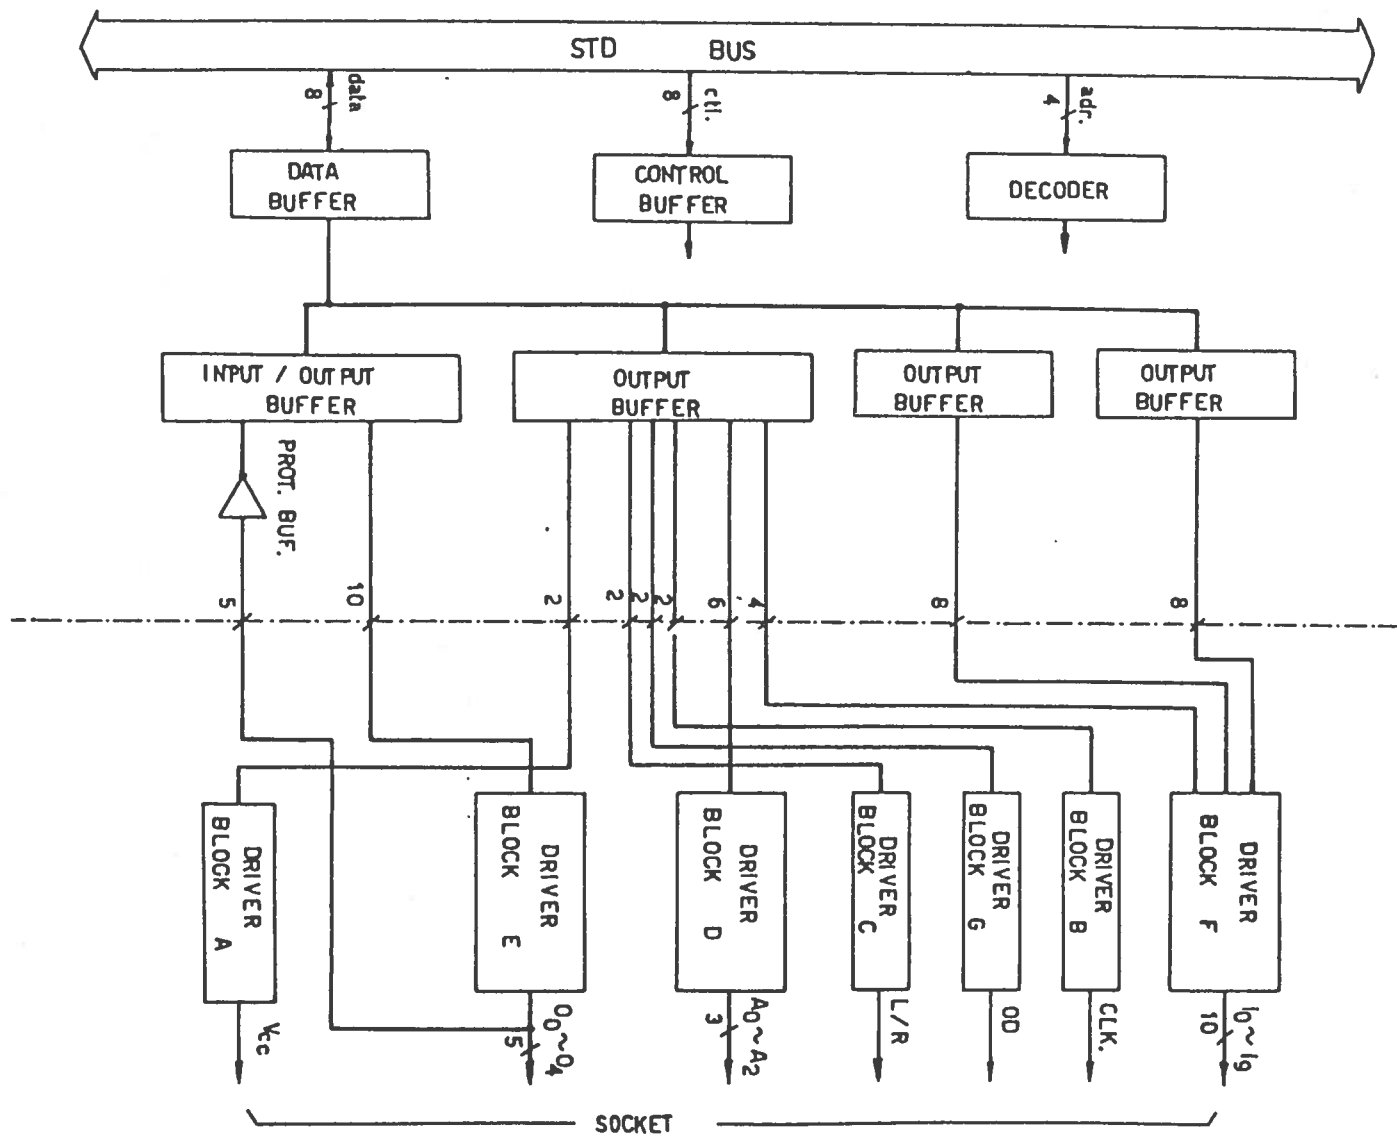 STD BUS
8 data
8 ctl.
4 adr.
DATA
BUFFER
CONTROL
BUFFER
DECODER
INPUT / OUTPUT
BUFFER
OUTPUT
BUFFER
OUTPUT
BUFFER
OUTPUT
BUFFER
PROT. BUF.
5
10
2
2
2
2
6
4
8
8
DRIVER
BLOCK A
DRIVER
BLOCK E
DRIVER
BLOCK D
DRIVER
BLOCK C
DRIVER
BLOCK G
DRIVER
BLOCK B
DRIVER
BLOCK F
Vcc
O0~O4
5
A0~A2
3
L/R
OD
CLK.
I0~I9
10
SOCKET